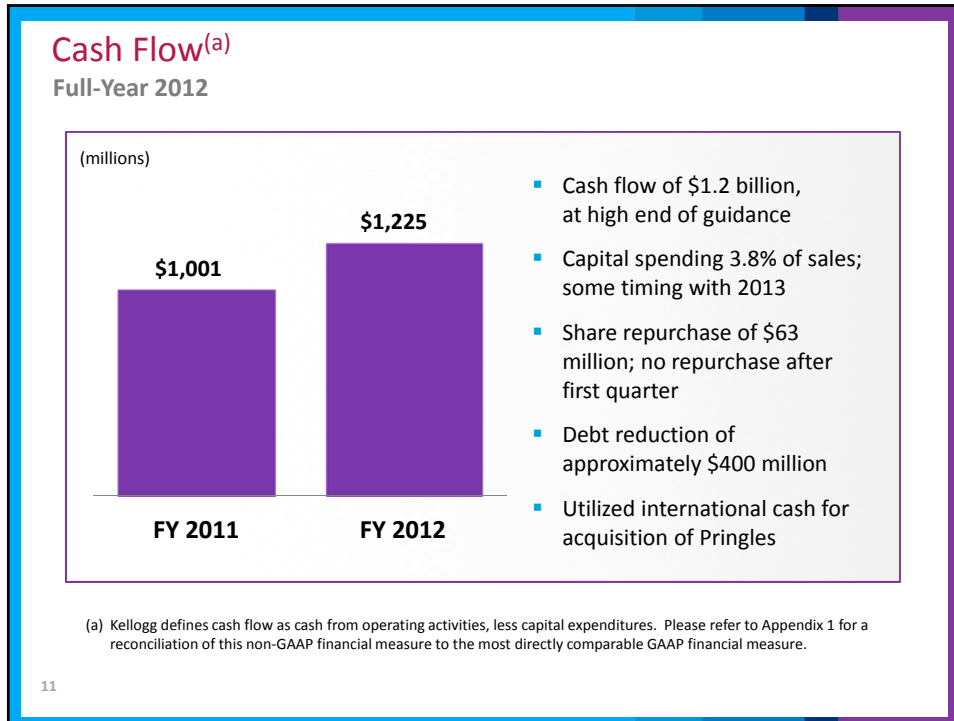 Cash Flow(a)
Full-Year 2012
(millions)
$1,001
$1,225
FY 2011
FY 2012
▪ Cash flow of $1.2 billion,
at high end of guidance
▪ Capital spending 3.8% of sales;
some timing with 2013
▪ Share repurchase of $63
million; no repurchase after
first quarter
▪ Debt reduction of
approximately $400 million
▪ Utilized international cash for
acquisition of Pringles
(a) Kellogg defines cash flow as cash from operating activities, less capital expenditures. Please refer to Appendix 1 for a
reconciliation of this non-GAAP financial measure to the most directly comparable GAAP financial measure.
11